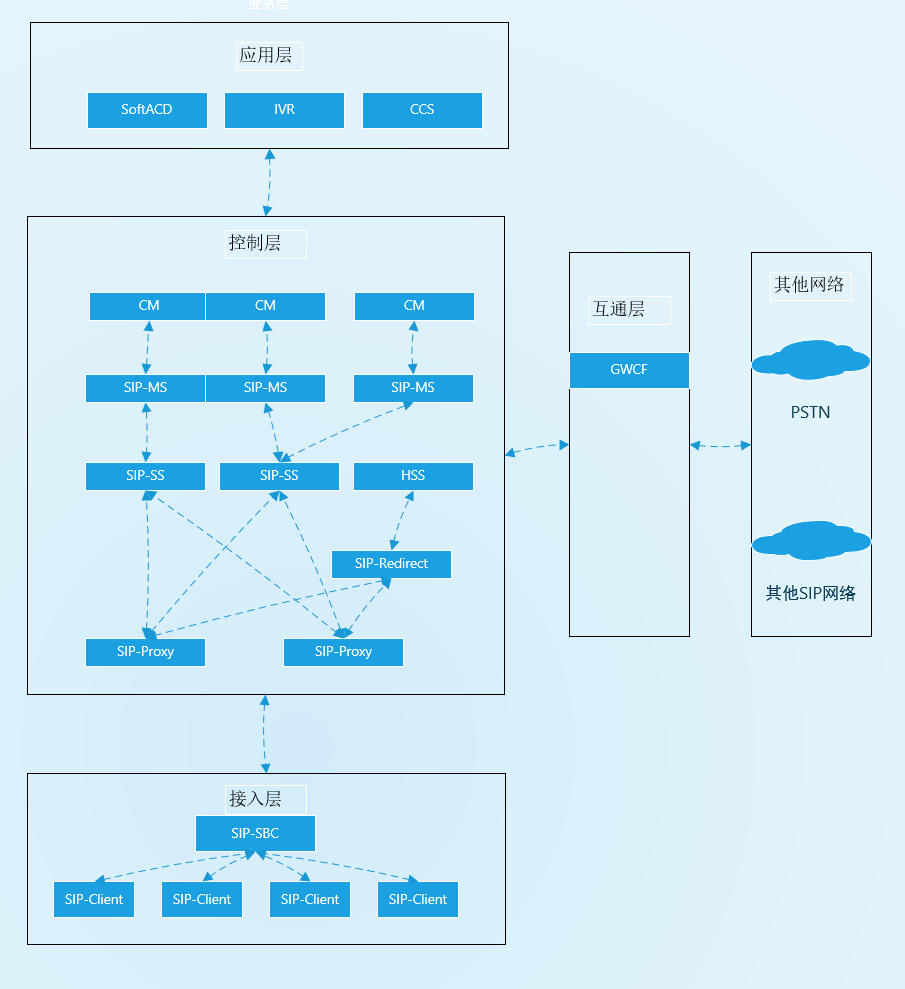 业务层
应用层
SoftACD IVR CCS
控制层
CM CM CM
SIP-MS SIP-MS SIP-MS
SIP-SS SIP-SS HSS
SIP-Redirect
SIP-Proxy SIP-Proxy
互通层
GWCF
其他网络
PSTN
其他SIP网络
接入层
SIP-SBC
SIP-Client SIP-Client SIP-Client SIP-Client